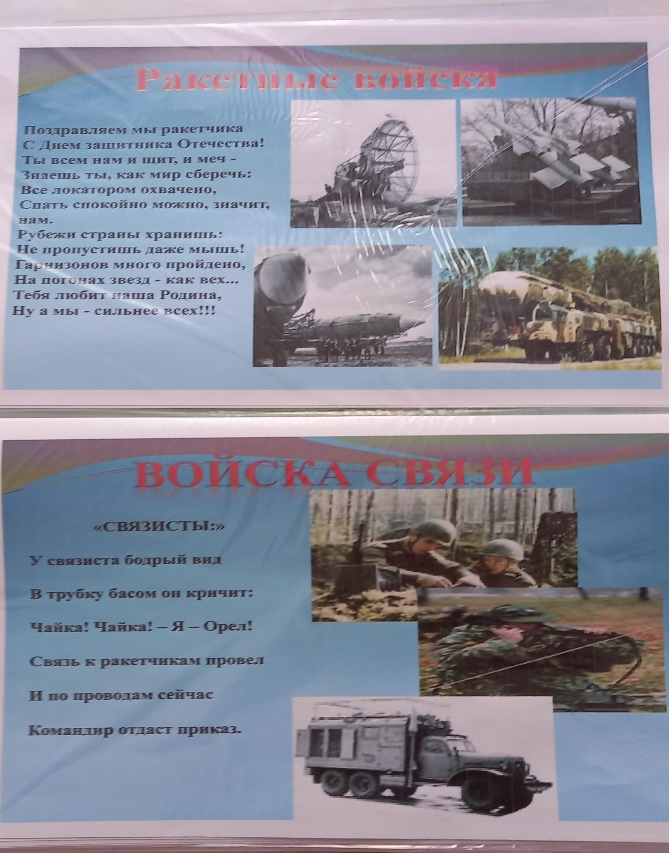 Ракетные войска
Поздравляем мы ракетчика
С Днем защитника Отечества!
Ты всем нам и щит, и меч -
Знаешь ты, как мир сберечь:
Все локатором охвачено,
Спать спокойно можно, значит,
нам.
Рубежи страны хранишь:
Не пропустишь даже мышь!
Гарнизонов много пройдено,
На погонах звезд - как вех...
Тебя любит наша Родина,
Ну а мы - сильнее всех!!!
ВОЙСКА СВЯЗИ
«СВЯЗИСТЫ:»
У связиста бодрый вид
В трубку басом он кричит:
Чайка! Чайка! – Я – Орел!
Связь к ракетчикам провел
И по проводам сейчас
Командир отдаст приказ.